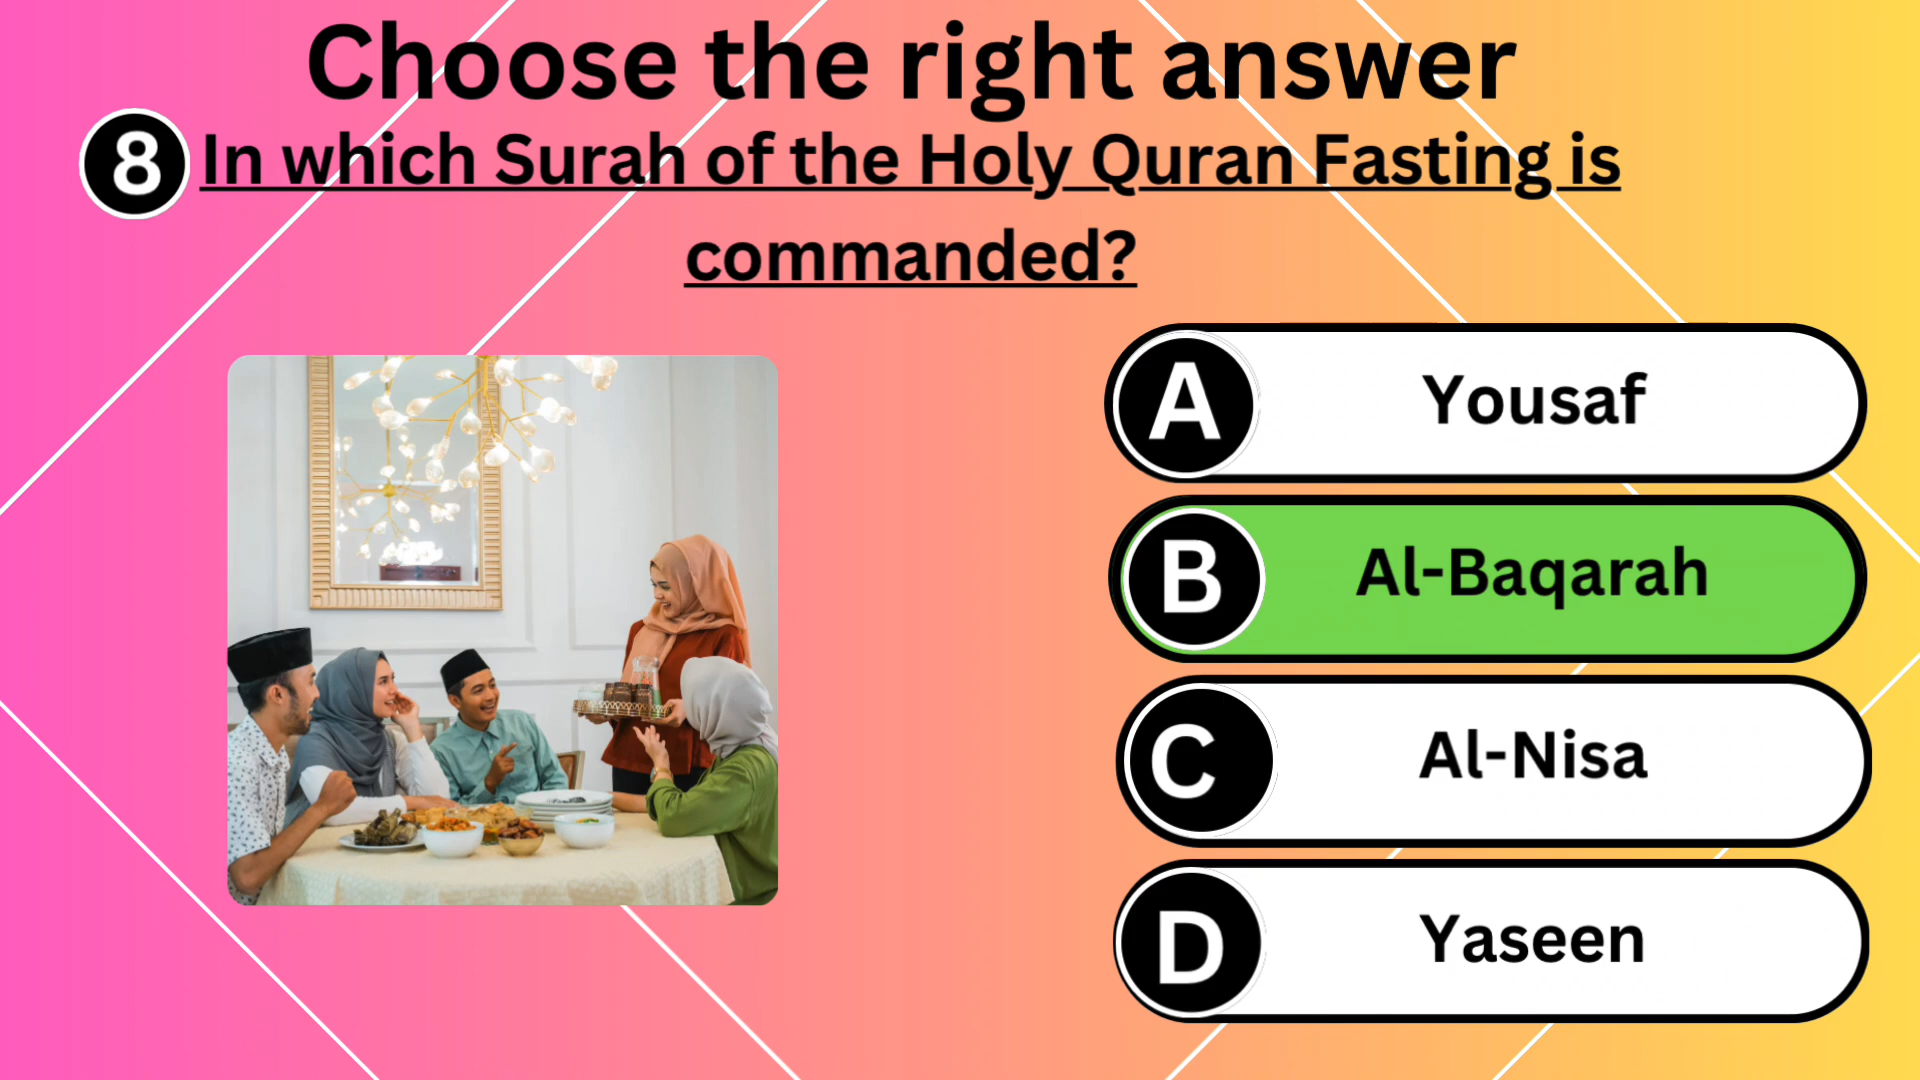 Choose the right answer
8 In which Surah of the Holy Quran Fasting is
commanded?
A Yousaf
B Al-Baqarah
C Al-Nisa
D Yaseen